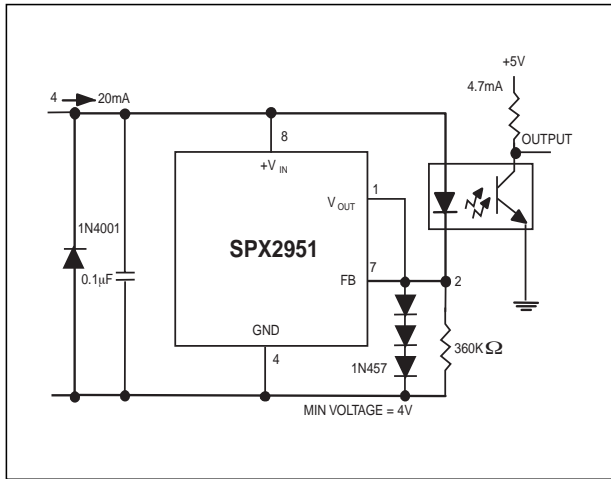 +5V
4.7mA
4 20mA
OUTPUT
8
+V IN
1
V OUT
1N4001
SPX2951
7
FB
2
0.1µF
GND
360KΩ
4
1N457
MIN VOLTAGE = 4V